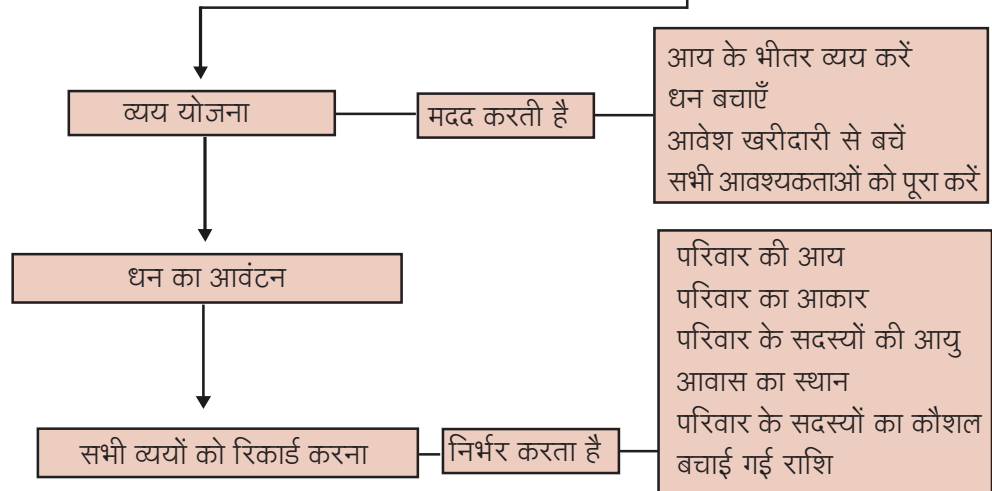 व्यय योजना
मदद करती है
आय के भीतर व्यय करें
धन बचाएँ
आवेश खरीदारी से बचें
सभी आवश्यकताओं को पूरा करें
धन का आवंटन
सभी व्ययों को रिकार्ड करना
निर्भर करता है
परिवार की आय
परिवार का आकार
परिवार के सदस्यों की आयु
आवास का स्थान
परिवार के सदस्यों का कौशल
बचाई गई राशि